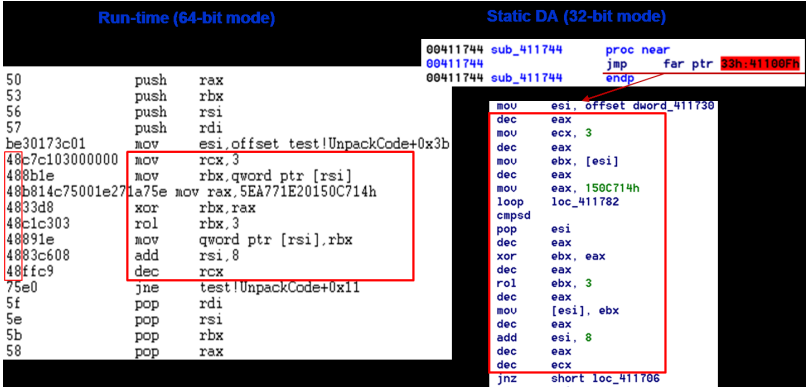 Run-time (64-bit mode)
50 push rax
53 push rbx
56 push rsi
57 push rdi
be30173c01 mov esi,offset test!UnpackCode+0x3b
48c7c103000000 mov rcx,3
488b1e mov rbx,qword ptr [rsi]
48b814c75001e271a75e mov rax,5EA771E20150C714h
4833d8 xor rbx,rax
48c1c303 rol rbx,3
48891e mov qword ptr [rsi],rbx
4883c608 add rsi,8
48ffc9 dec rcx
75e0 jne test!UnpackCode+0x11
5f pop rdi
5e pop rsi
5b pop rbx
58 pop rax
Static DA (32-bit mode)
00411744 sub_411744 proc near
00411744 jmp far ptr 33h:41100Fh
00411744 sub_411744 endp
mov esi, offset dword_411730
dec eax
mov ecx, 3
dec eax
mov ebx, [esi]
dec eax
mov eax, 150C714h
loop loc_411782
cmpsd
pop esi
dec eax
xor ebx, eax
dec eax
rol ebx, 3
dec eax
mov [esi], ebx
dec eax
add esi, 8
dec eax
dec ecx
jnz short loc_411706